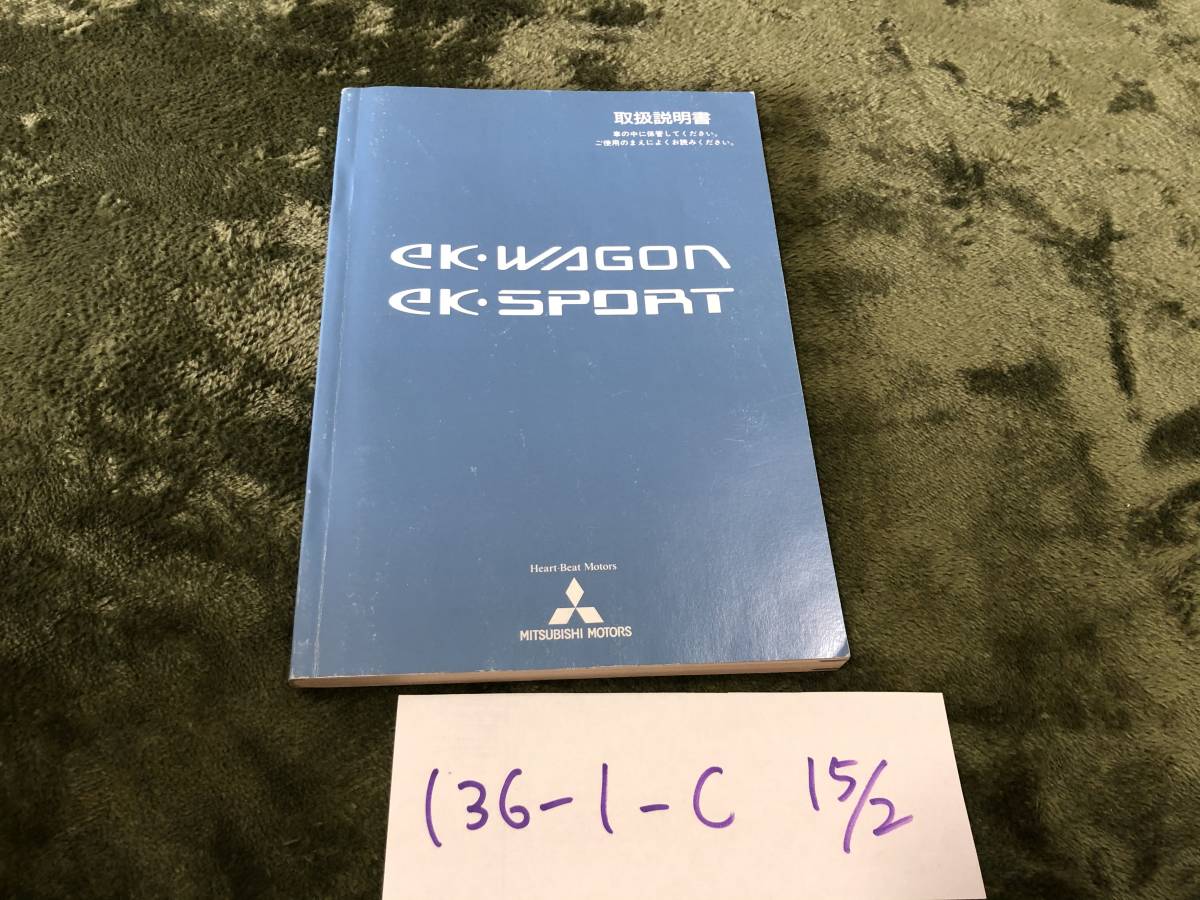 取扱説明書
車の中に保管してください。
ご使用のまえによくお読みください。
eK·WAGON
eK·SPORT
Heart-Beat Motors
MITSUBISHI MOTORS
136-1-C 15/2